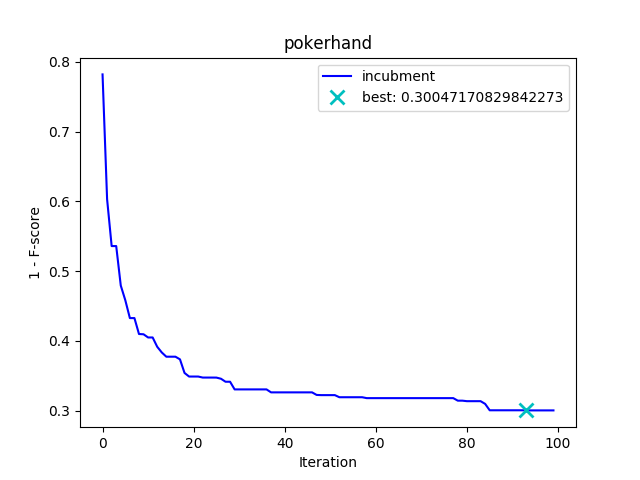 pokerhand
incubment
best: 0.30047170829842273
0.8
0.7
0.6
0.5
0.4
0.3
1 - F-score
0 20 40 60 80 100
Iteration